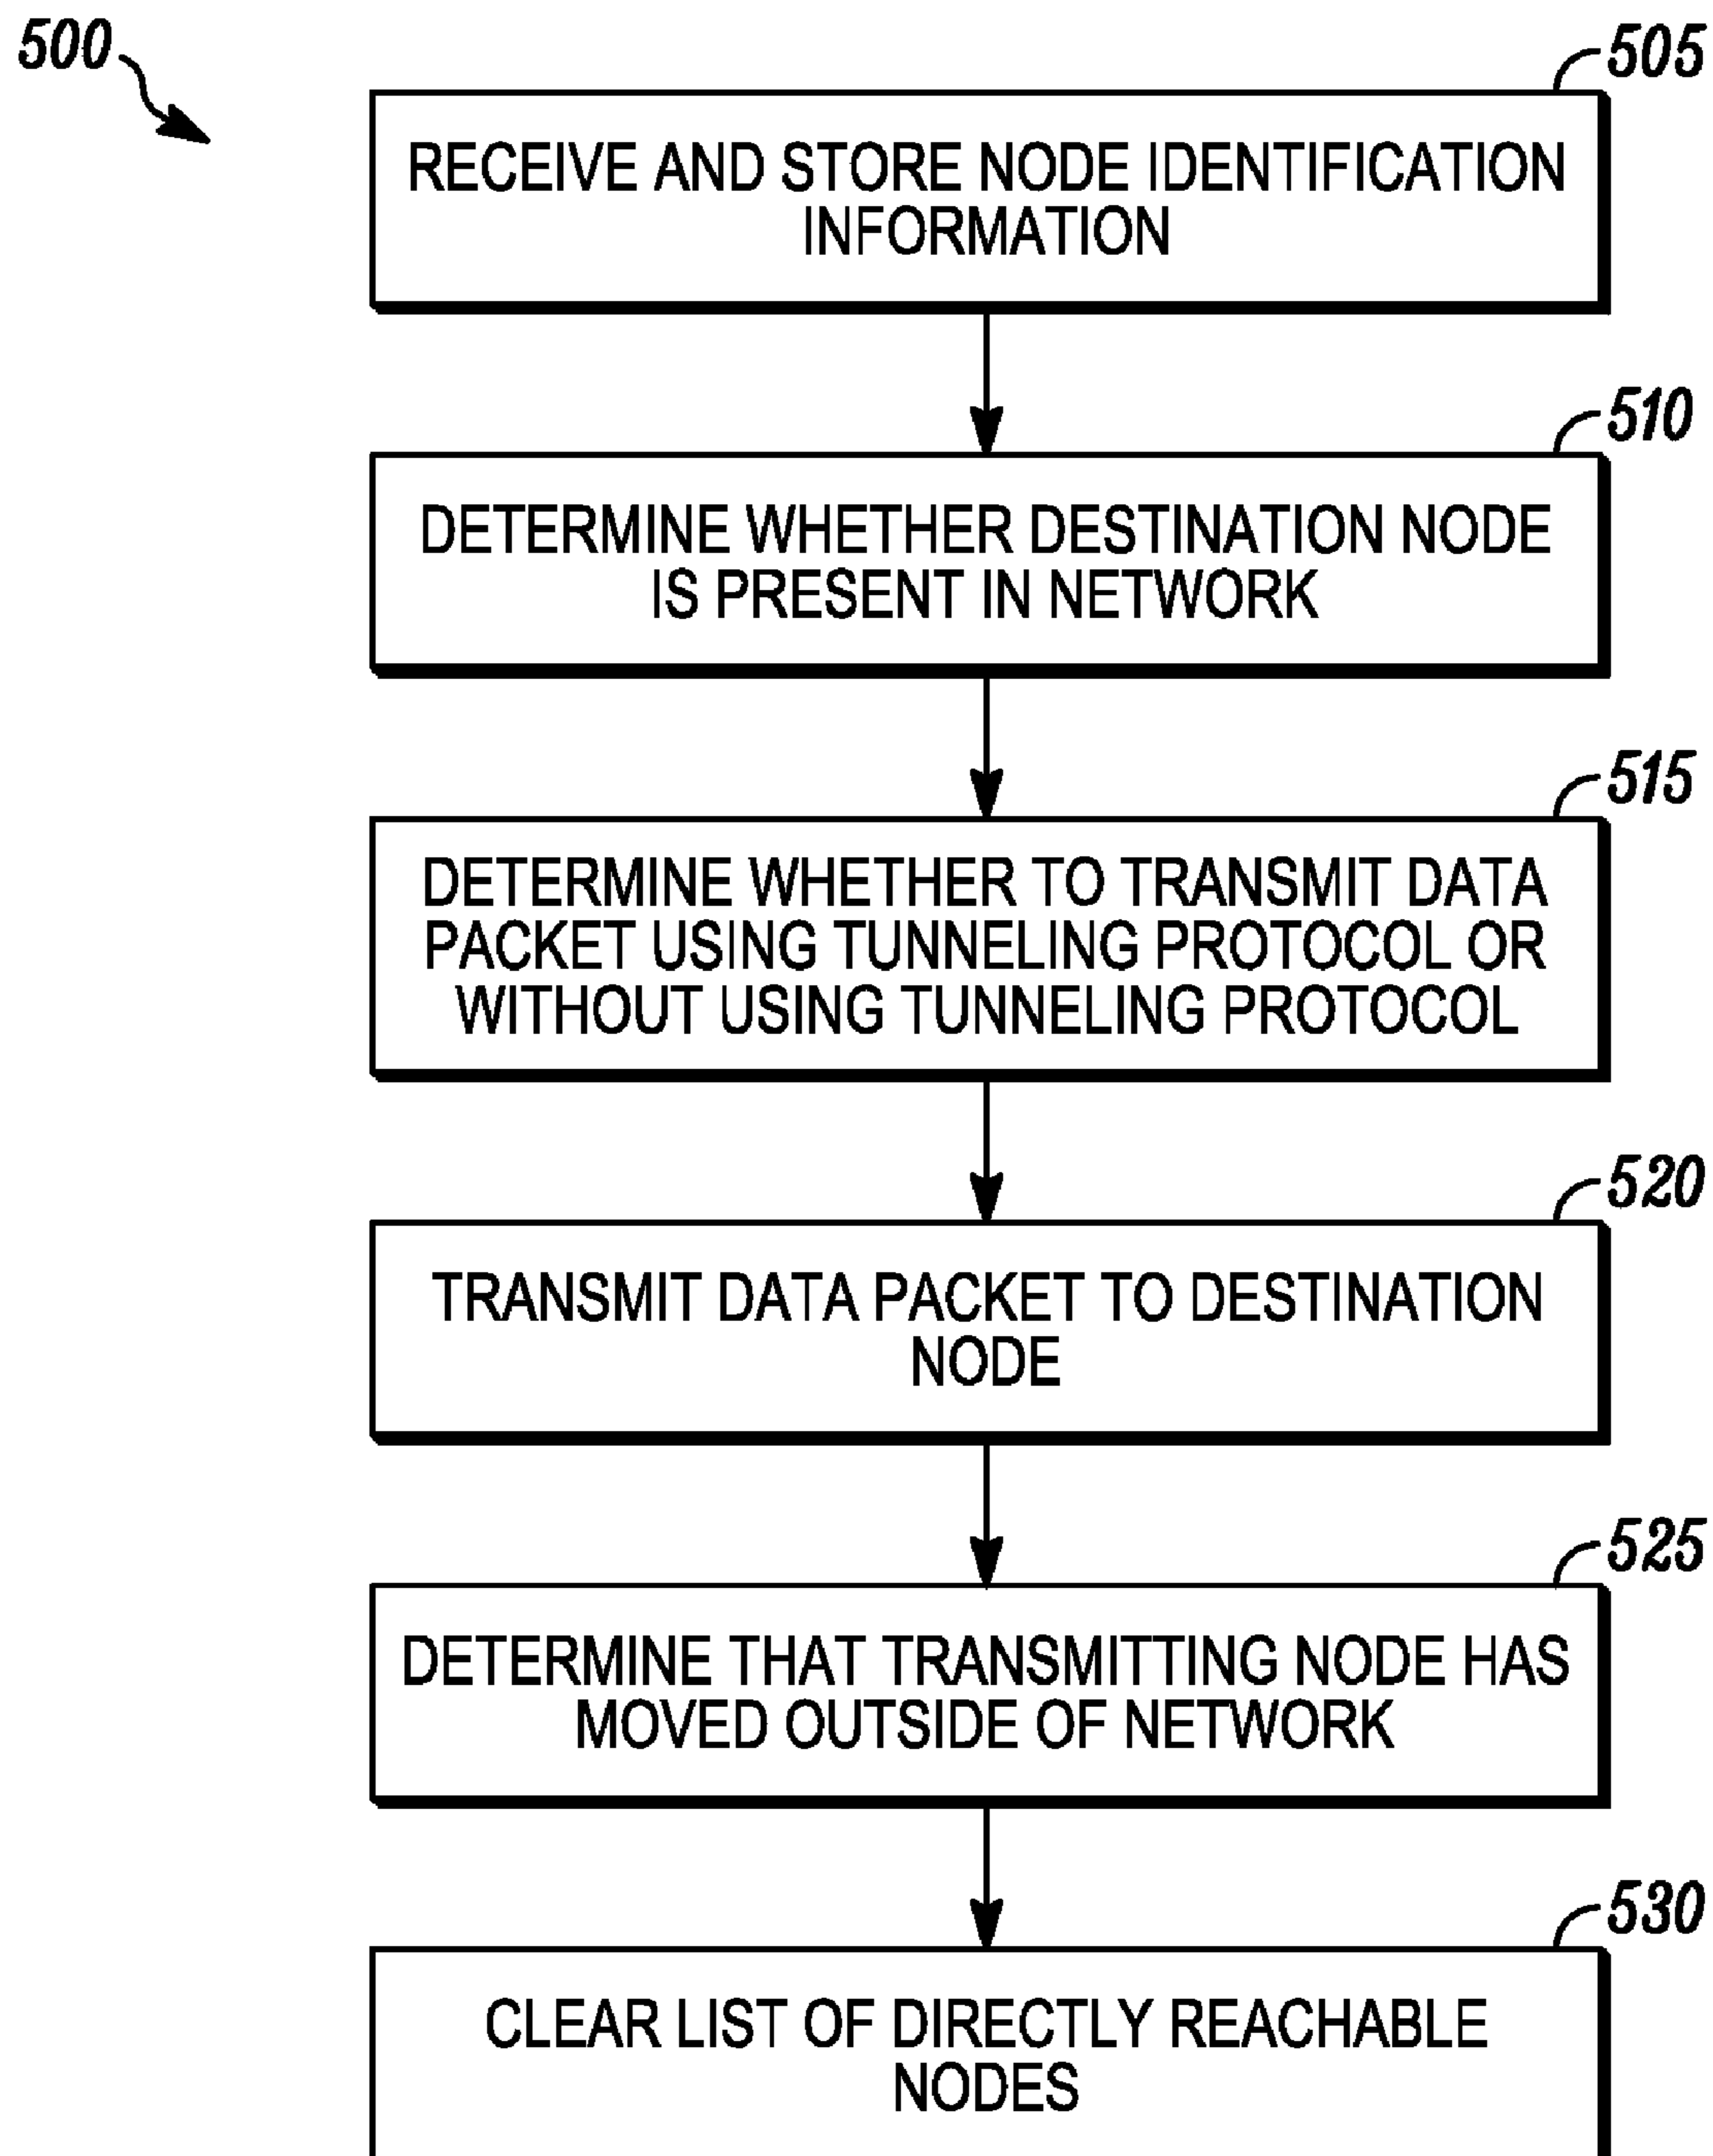 500
505
RECEIVE AND STORE NODE IDENTIFICATION
INFORMATION
510
DETERMINE WHETHER DESTINATION NODE
IS PRESENT IN NETWORK
515
DETERMINE WHETHER TO TRANSMIT DATA
PACKET USING TUNNELING PROTOCOL OR
WITHOUT USING TUNNELING PROTOCOL
520
TRANSMIT DATA PACKET TO DESTINATION
NODE
525
DETERMINE THAT TRANSMITTING NODE HAS
MOVED OUTSIDE OF NETWORK
530
CLEAR LIST OF DIRECTLY REACHABLE
NODES